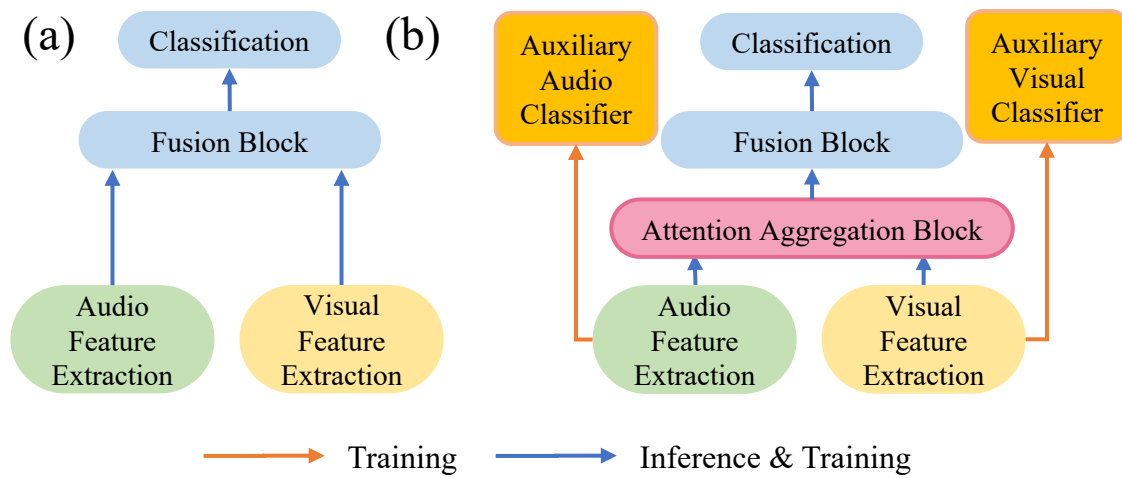 (a)
Classification
Fusion Block
Audio
Feature
Extraction
Visual
Feature
Extraction
(b)
Auxiliary
Audio
Classifier
Classification
Auxiliary
Visual
Classifier
Fusion Block
Attention Aggregation Block
Audio
Feature
Extraction
Visual
Feature
Extraction
Training
Inference & Training